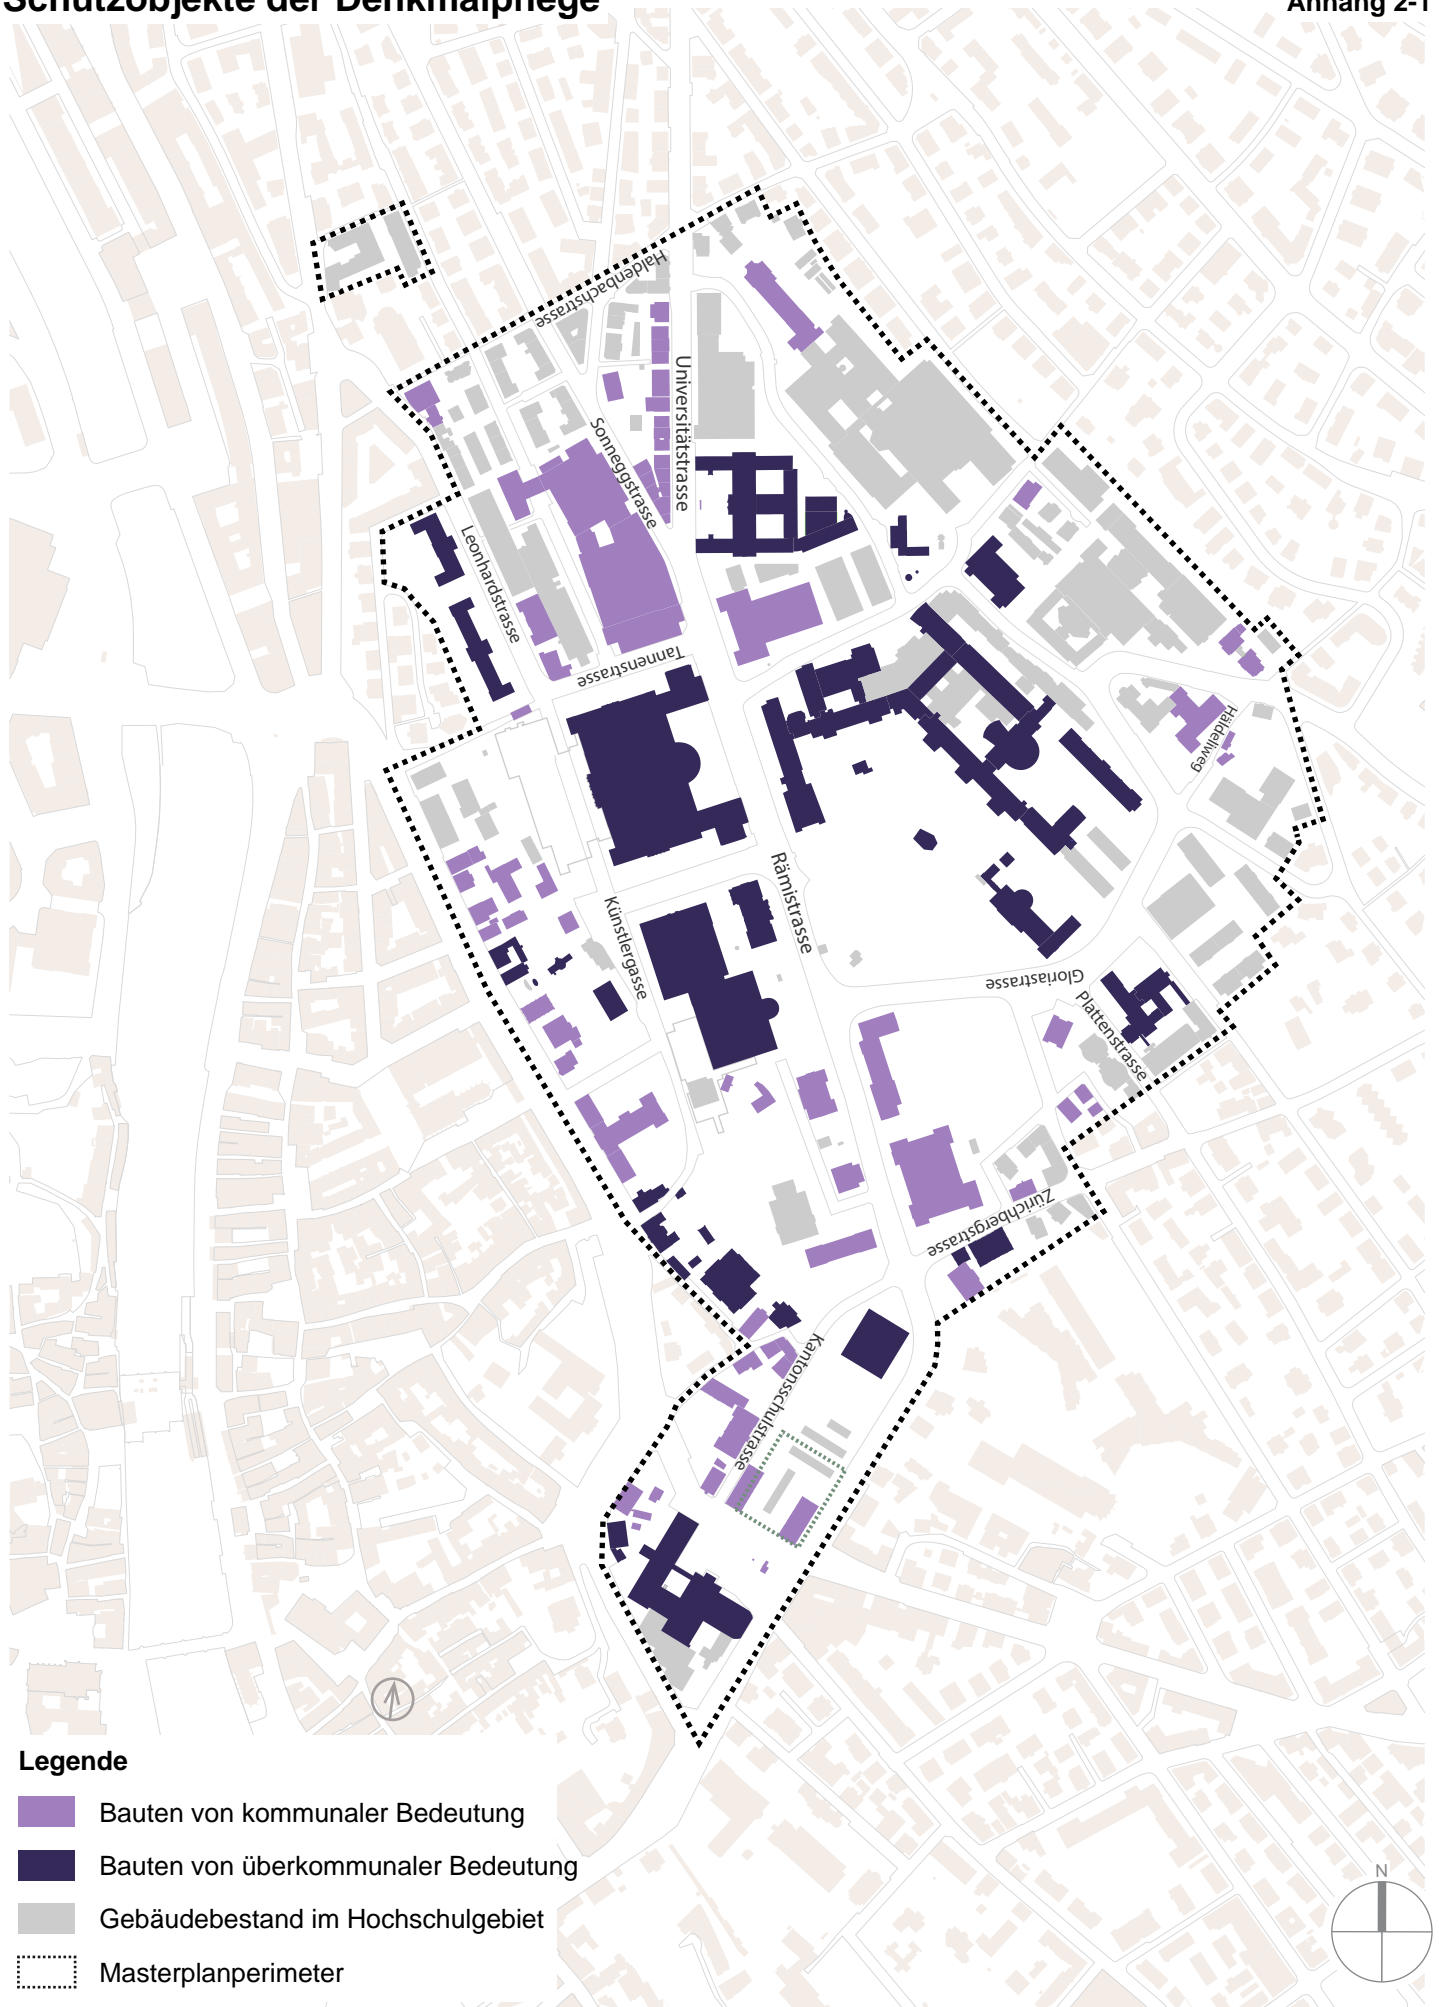 Schutzobjekte der Denkmalpflege
Anhang 2-1
Haldenbachstrasse
Universitätstrasse
Sonneggstrasse
Leonhardstrasse
Tannenstrasse
Häldeliweg
Rämistrasse
Künstlergasse
Gloriastrasse
Plattenstrasse
Zürichbergstrasse
Kantonsschulstrasse
Legende
Bauten von kommunaler Bedeutung
Bauten von überkommunaler Bedeutung
Gebäudebestand im Hochschulgebiet
Masterplanperimeter
N